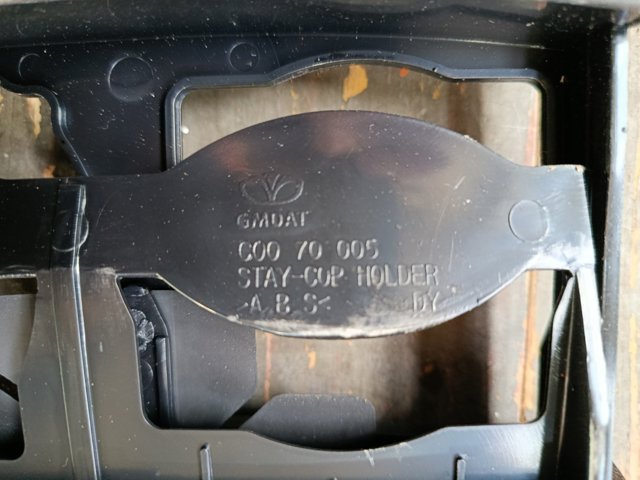 GMDAT
C00 70 005
STAY-CUP HOLDER
>A.B.S< DY